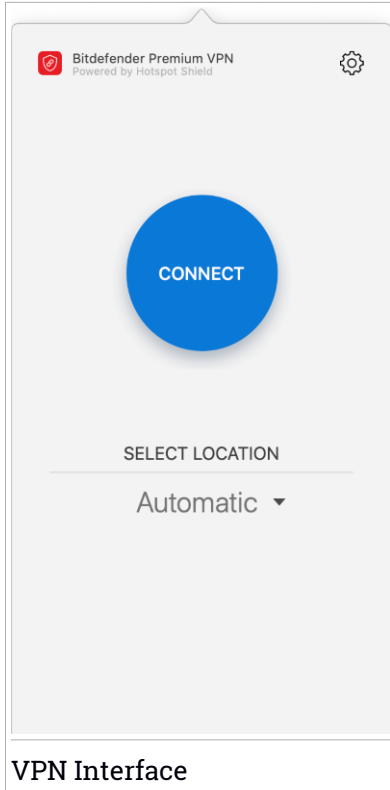 Bitdefender Premium VPN
Powered by Hotspot Shield
CONNECT
SELECT LOCATION
Automatic
VPN Interface